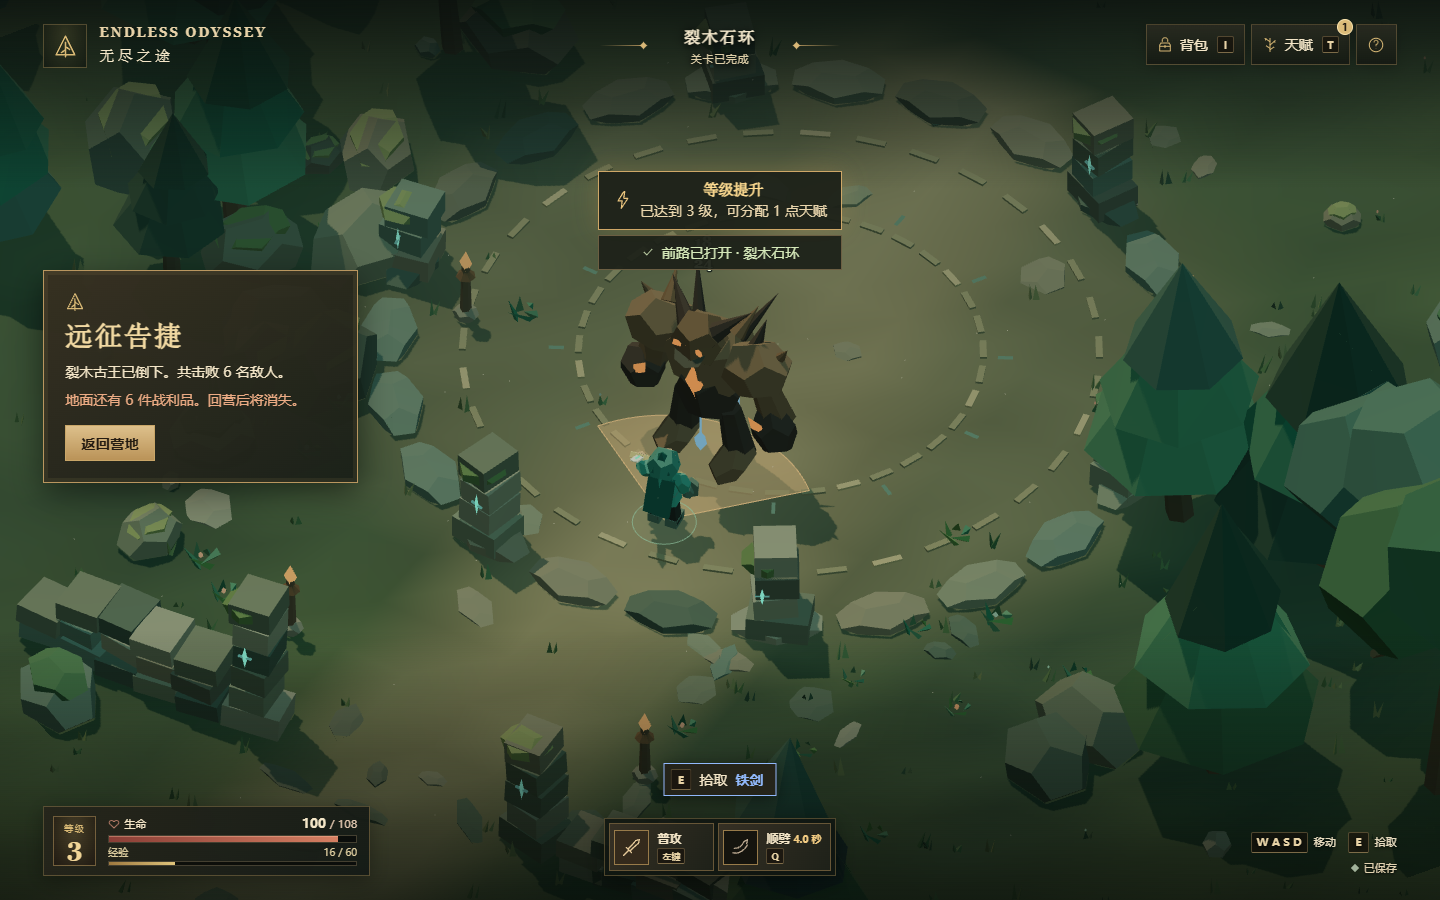 ENDLESS ODYSSEY
无尽之途
裂木石环
关卡已完成
背包 I
天赋 T
1
等级提升
已达到 3 级，可分配 1 点天赋
前路已打开 · 裂木石环
远征告捷
裂木古王已倒下。共击败 6 名敌人。
地面还有 6 件战利品。回营后将消失。
返回营地
E 拾取 铁剑
等级
3
生命 100 / 108
经验 16 / 60
普攻
左键
顺劈 4.0 秒
Q
WASD 移动 E 拾取
已保存